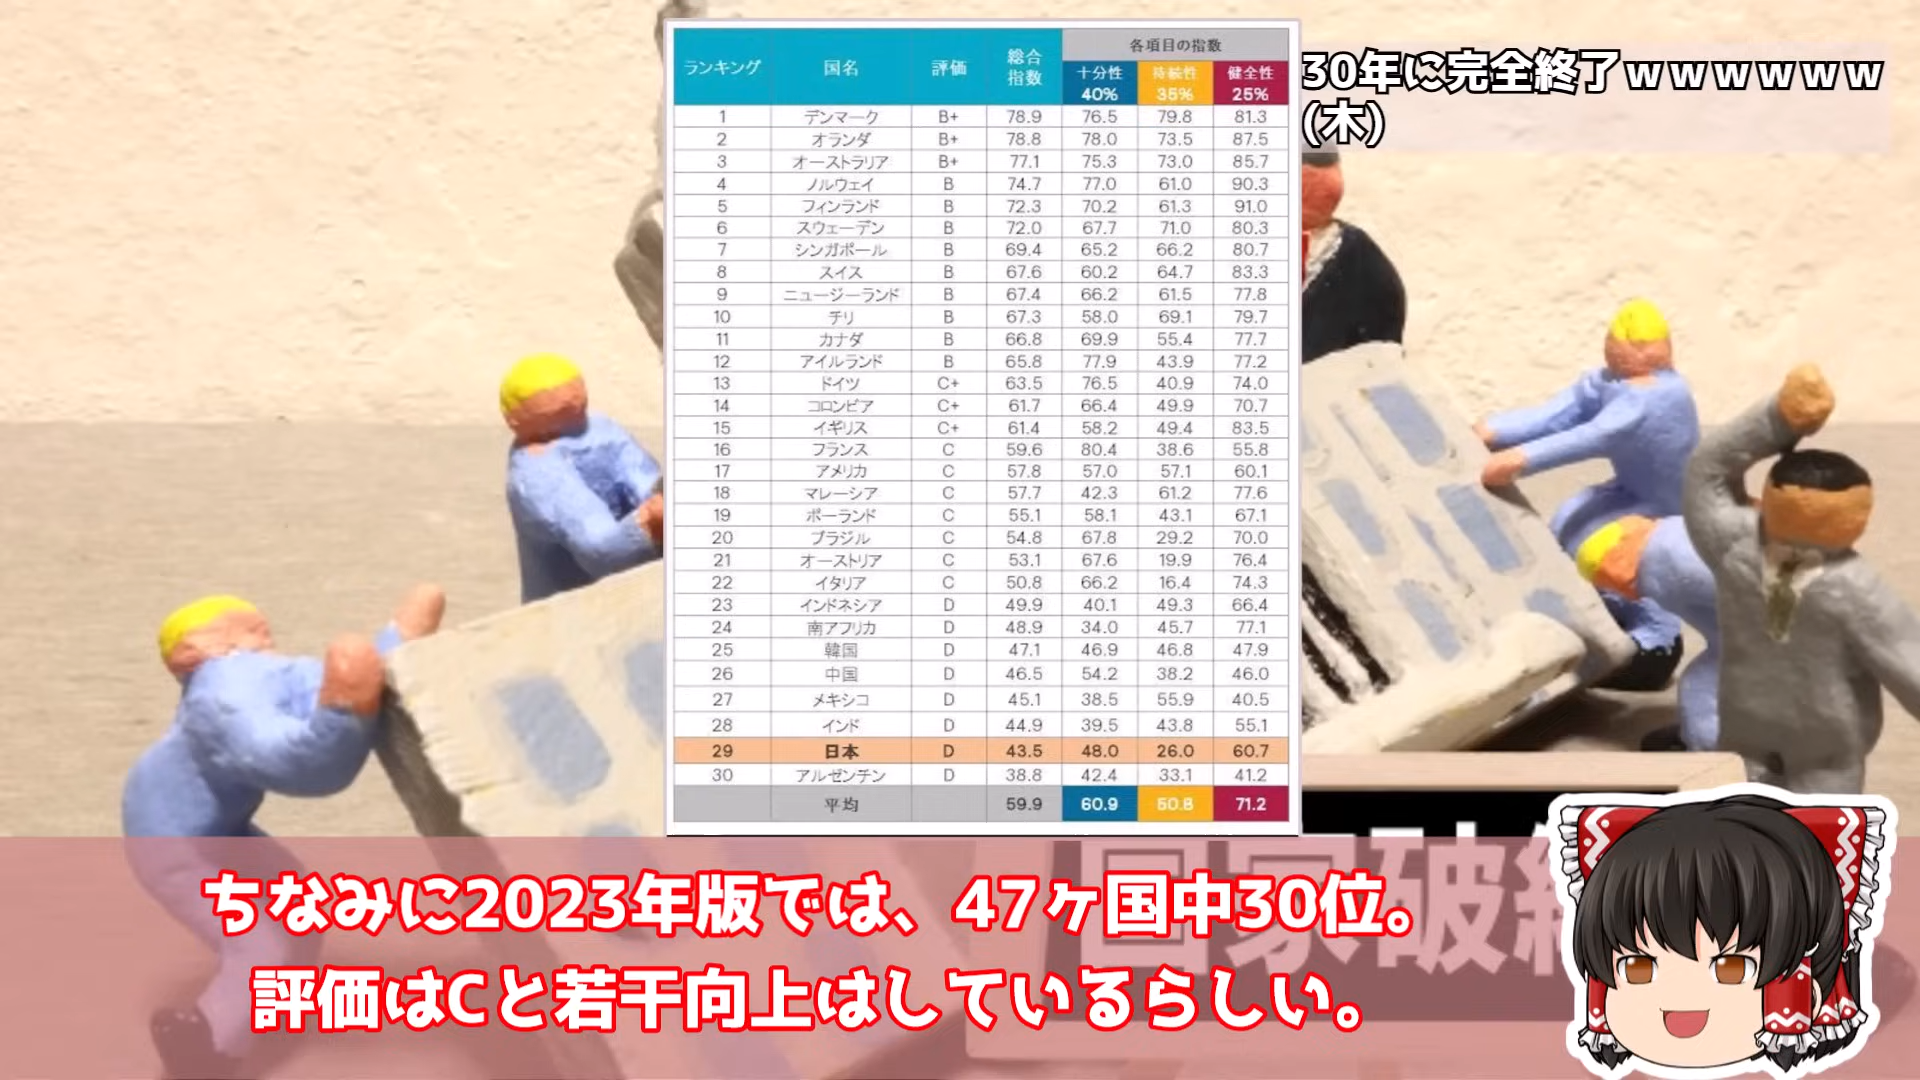 30年に完全終了ｗｗｗｗｗｗ
(木)
ランキング 国名 評価 総合指数 各項目の指数
十分性 40% 持続性 35% 健全性 25%
1 デンマーク B+ 78.9 76.5 79.8 81.3
2 オランダ B+ 78.8 78.0 73.5 87.5
3 オーストラリア B+ 77.1 75.3 73.0 85.7
4 ノルウェイ B 74.7 77.0 61.0 90.3
5 フィンランド B 72.3 70.2 61.3 91.0
6 スウェーデン B 72.0 67.7 71.0 80.3
7 シンガポール B 69.4 65.2 66.2 80.7
8 スイス B 67.6 60.2 64.7 83.3
9 ニュージーランド B 67.4 66.2 61.5 77.8
10 チリ B 67.3 58.0 69.1 79.7
11 カナダ B 66.8 69.9 55.4 77.7
12 アイルランド B 65.8 77.9 43.9 77.2
13 ドイツ C+ 63.5 76.5 40.9 74.0
14 コロンビア C+ 61.7 66.4 49.9 70.7
15 イギリス C+ 61.4 58.2 49.4 83.5
16 フランス C 59.6 80.4 38.6 55.8
17 アメリカ C 57.8 57.0 57.1 60.1
18 マレーシア C 57.7 42.3 61.2 77.6
19 ポーランド C 55.1 58.1 43.1 67.1
20 ブラジル C 54.8 67.8 29.2 70.0
21 オーストリア C 53.1 67.6 19.9 76.4
22 イタリア C 50.8 66.2 16.4 74.3
23 インドネシア D 49.9 40.1 49.3 66.4
24 南アフリカ D 48.9 34.0 45.7 77.1
25 韓国 D 47.1 46.9 46.8 47.9
26 中国 D 46.5 54.2 38.2 46.0
27 メキシコ D 45.1 38.5 55.9 40.5
28 インド D 44.9 39.5 43.8 55.1
29 日本 D 43.5 48.0 26.0 60.7
30 アルゼンチン D 38.8 42.4 33.1 41.2
平均 59.9 60.9 50.8 71.2
国家破
ちなみに2023年版では、47ヶ国中30位。
評価はCと若干向上はしているらしい。